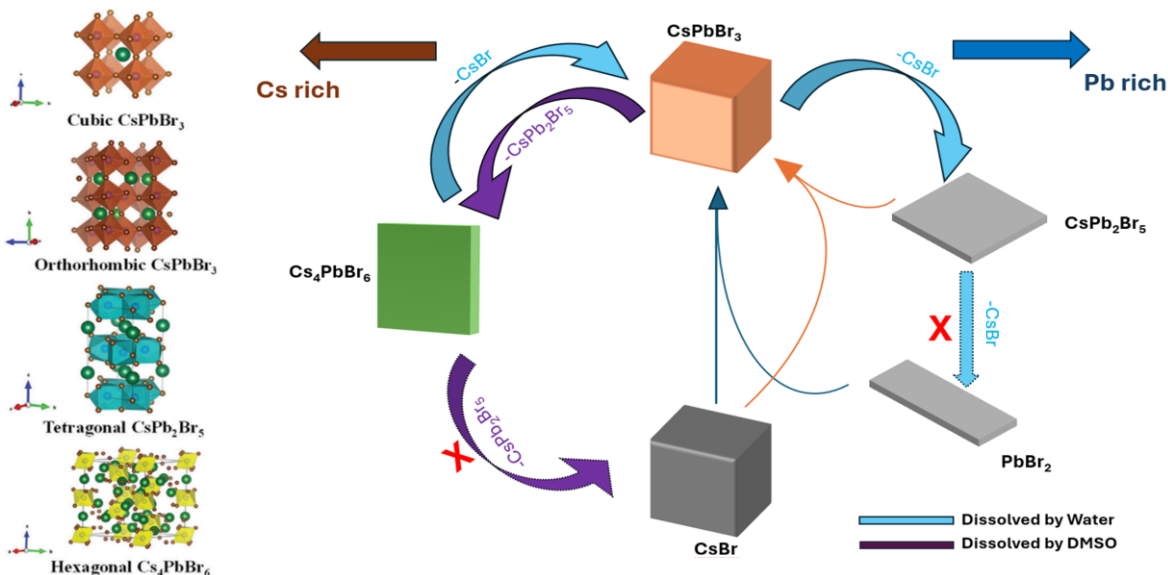 Cubic CsPbBr₃
Orthorhombic CsPbBr₃
Tetragonal CsPb₂Br₅
Hexagonal Cs₄PbBr₆
Cs rich
CsPbBr₃
Pb rich
-CsBr
-CsPb₂Br₅
-CsBr
Cs₄PbBr₆
CsPb₂Br₅
X
-CsBr
X
-CsPb₂Br₅
PbBr₂
CsBr
Dissolved by Water
Dissolved by DMSO